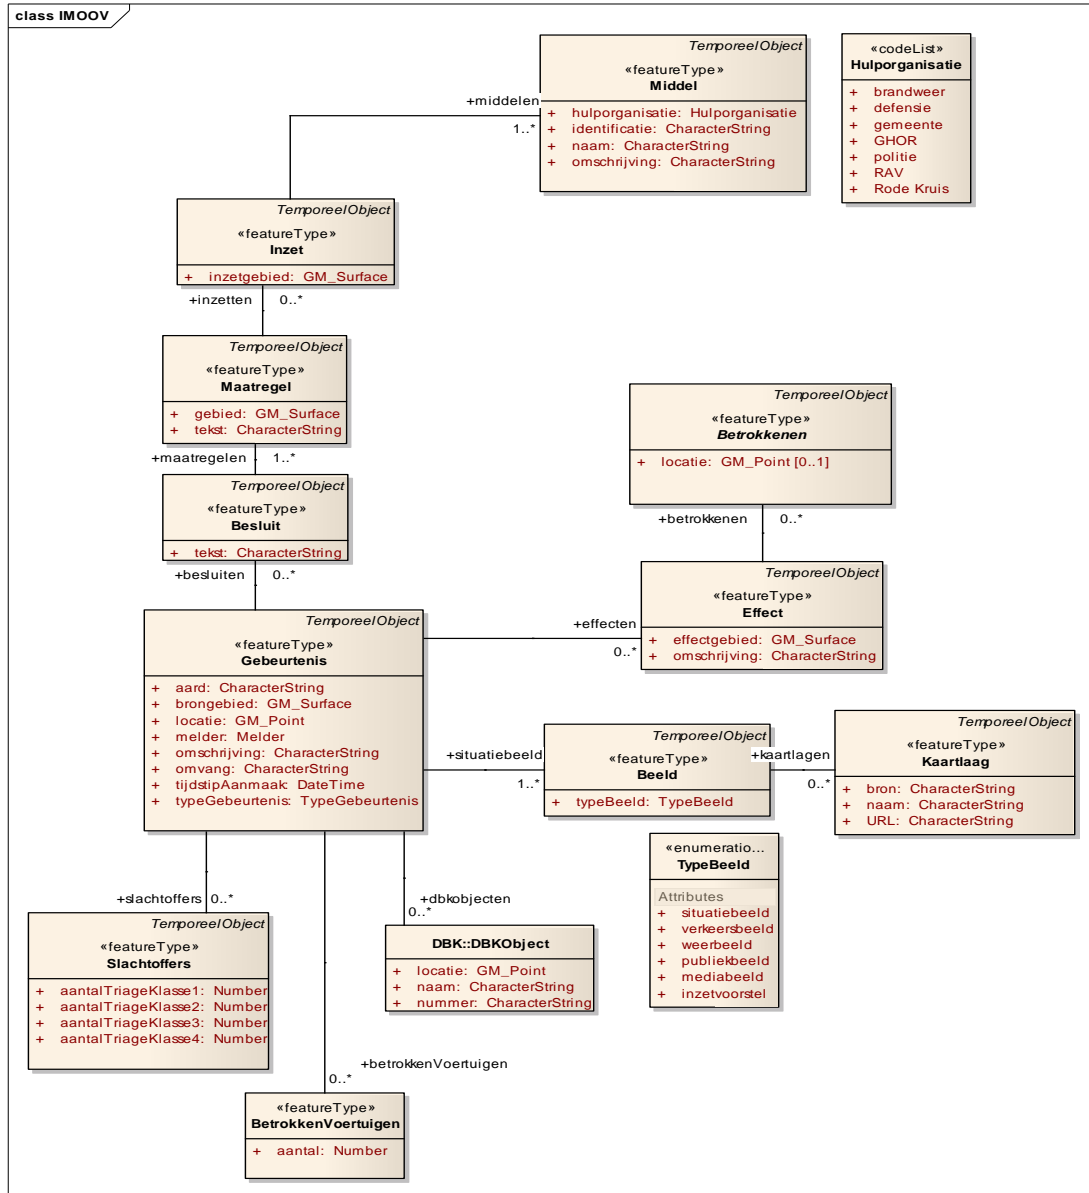 class IMOOV
TemporeelObject
«featureType»
Middel
+ hulporganisatie: Hulporganisatie
+ identificatie: CharacterString
+ naam: CharacterString
+ omschrijving: CharacterString
«codeList»
Hulporganisatie
+ brandweer
+ defensie
+ gemeente
+ GHOR
+ politie
+ RAV
+ Rode Kruis
+middelen
1..*
TemporeelObject
«featureType»
Inzet
+ inzetgebied: GM_Surface
+inzetten 0..*
TemporeelObject
«featureType»
Maatregel
+ gebied: GM_Surface
+ tekst: CharacterString
+maatregelen 1..*
TemporeelObject
«featureType»
Besluit
+ tekst: CharacterString
+besluiten 0..*
TemporeelObject
«featureType»
Betrokkenen
+ locatie: GM_Point [0..1]
+betrokkenen 0..*
TemporeelObject
«featureType»
Effect
+ effectgebied: GM_Surface
+ omschrijving: CharacterString
+effecten
0..*
TemporeelObject
«featureType»
Gebeurtenis
+ aard: CharacterString
+ brongebied: GM_Surface
+ locatie: GM_Point
+ melder: Melder
+ omschrijving: CharacterString
+ omvang: CharacterString
+ tijdstipAanmaak: DateTime
+ typeGebeurtenis: TypeGebeurtenis
+situatiebeeld
1..*
TemporeelObject
«featureType»
Beeld
+ typeBeeld: TypeBeeld
+kaartlagen
0..*
TemporeelObject
«featureType»
Kaartlaag
+ bron: CharacterString
+ naam: CharacterString
+ URL: CharacterString
«enumeratio...
TypeBeeld
Attributes
+ situatiebeeld
+ verkeersbeeld
+ weerbeeld
+ publiekbeeld
+ mediabeeld
+ inzetvoorstel
+slachtoffers 0..*
TemporeelObject
«featureType»
Slachtoffers
+ aantalTriageKlasse1: Number
+ aantalTriageKlasse2: Number
+ aantalTriageKlasse3: Number
+ aantalTriageKlasse4: Number
+dbkobjecten
0..*
DBK::DBKObject
+ locatie: GM_Point
+ naam: CharacterString
+ nummer: CharacterString
+betrokkenVoertuigen
0..*
«featureType»
BetrokkenVoertuigen
+ aantal: Number